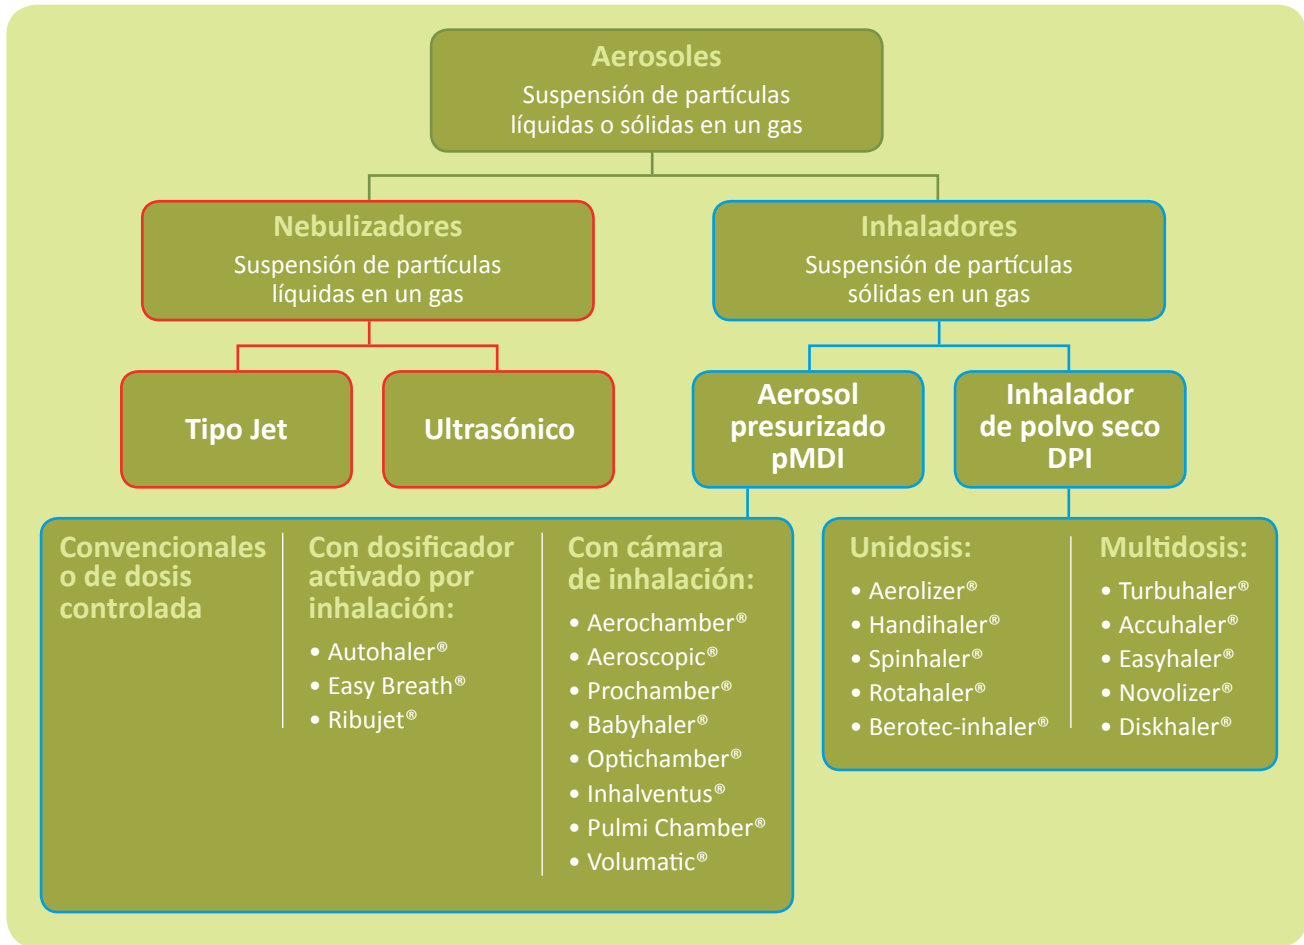 Aerosoles
Suspensión de partículas
líquidas o sólidas en un gas
Nebulizadores
Suspensión de partículas
líquidas en un gas
Inhaladores
Suspensión de partículas
sólidas en un gas
Tipo Jet
Ultrasónico
Aerosol
presurizado
pMDI
Inhalador
de polvo seco
DPI
Convencionales
o de dosis
controlada
Con dosificador
activado por
inhalación:
• Autohaler®
• Easy Breath®
• Ribujet®
Con cámara
de inhalación:
• Aerochamber®
• Aeroscopic®
• Prochamber®
• Babyhaler®
• Optichamber®
• Inhalventus®
• Pulmi Chamber®
• Volumatic®
Unidosis:
• Aerolizer®
• Handihaler®
• Spinhaler®
• Rotahaler®
• Berotec-inhaler®
Multidosis:
• Turbuhaler®
• Accuhaler®
• Easyhaler®
• Novolizer®
• Diskhaler®